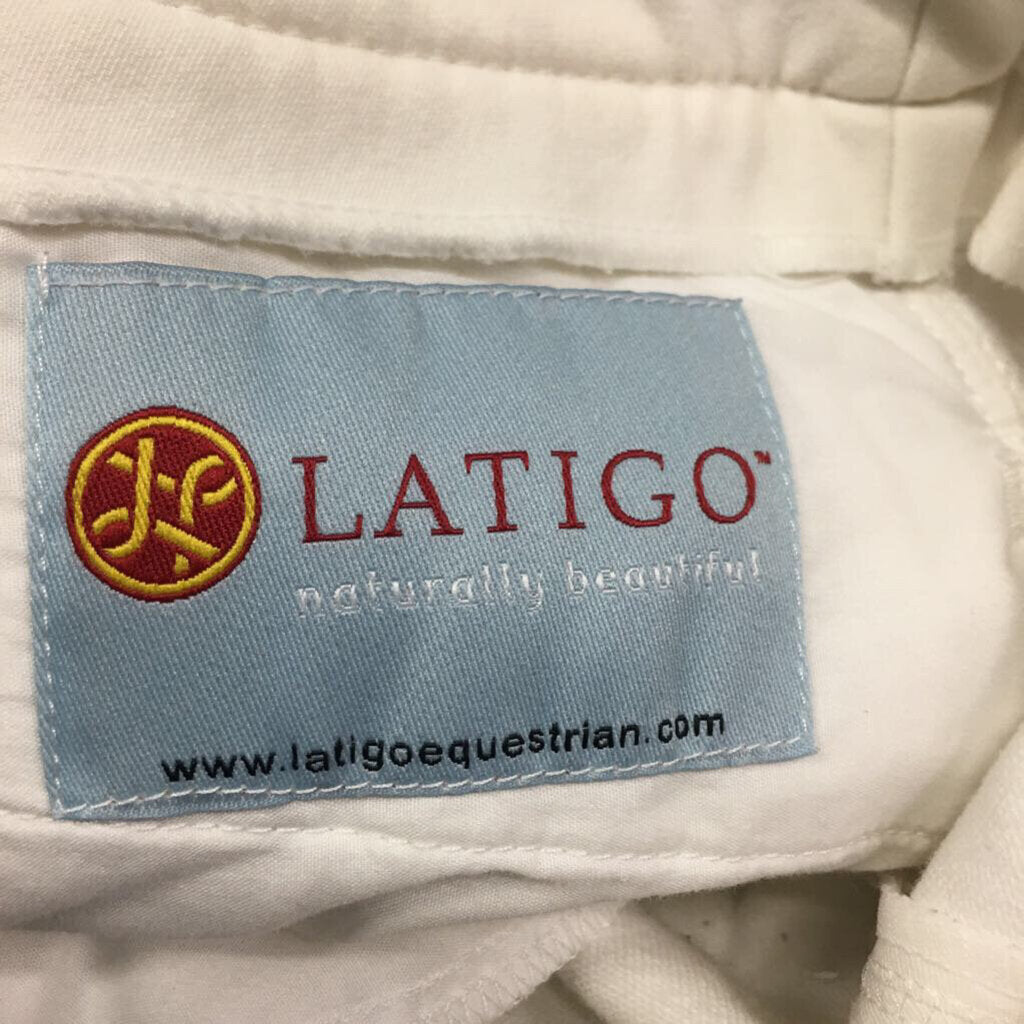 LATIGO™
naturally beautiful
www.latigoequestrian.com